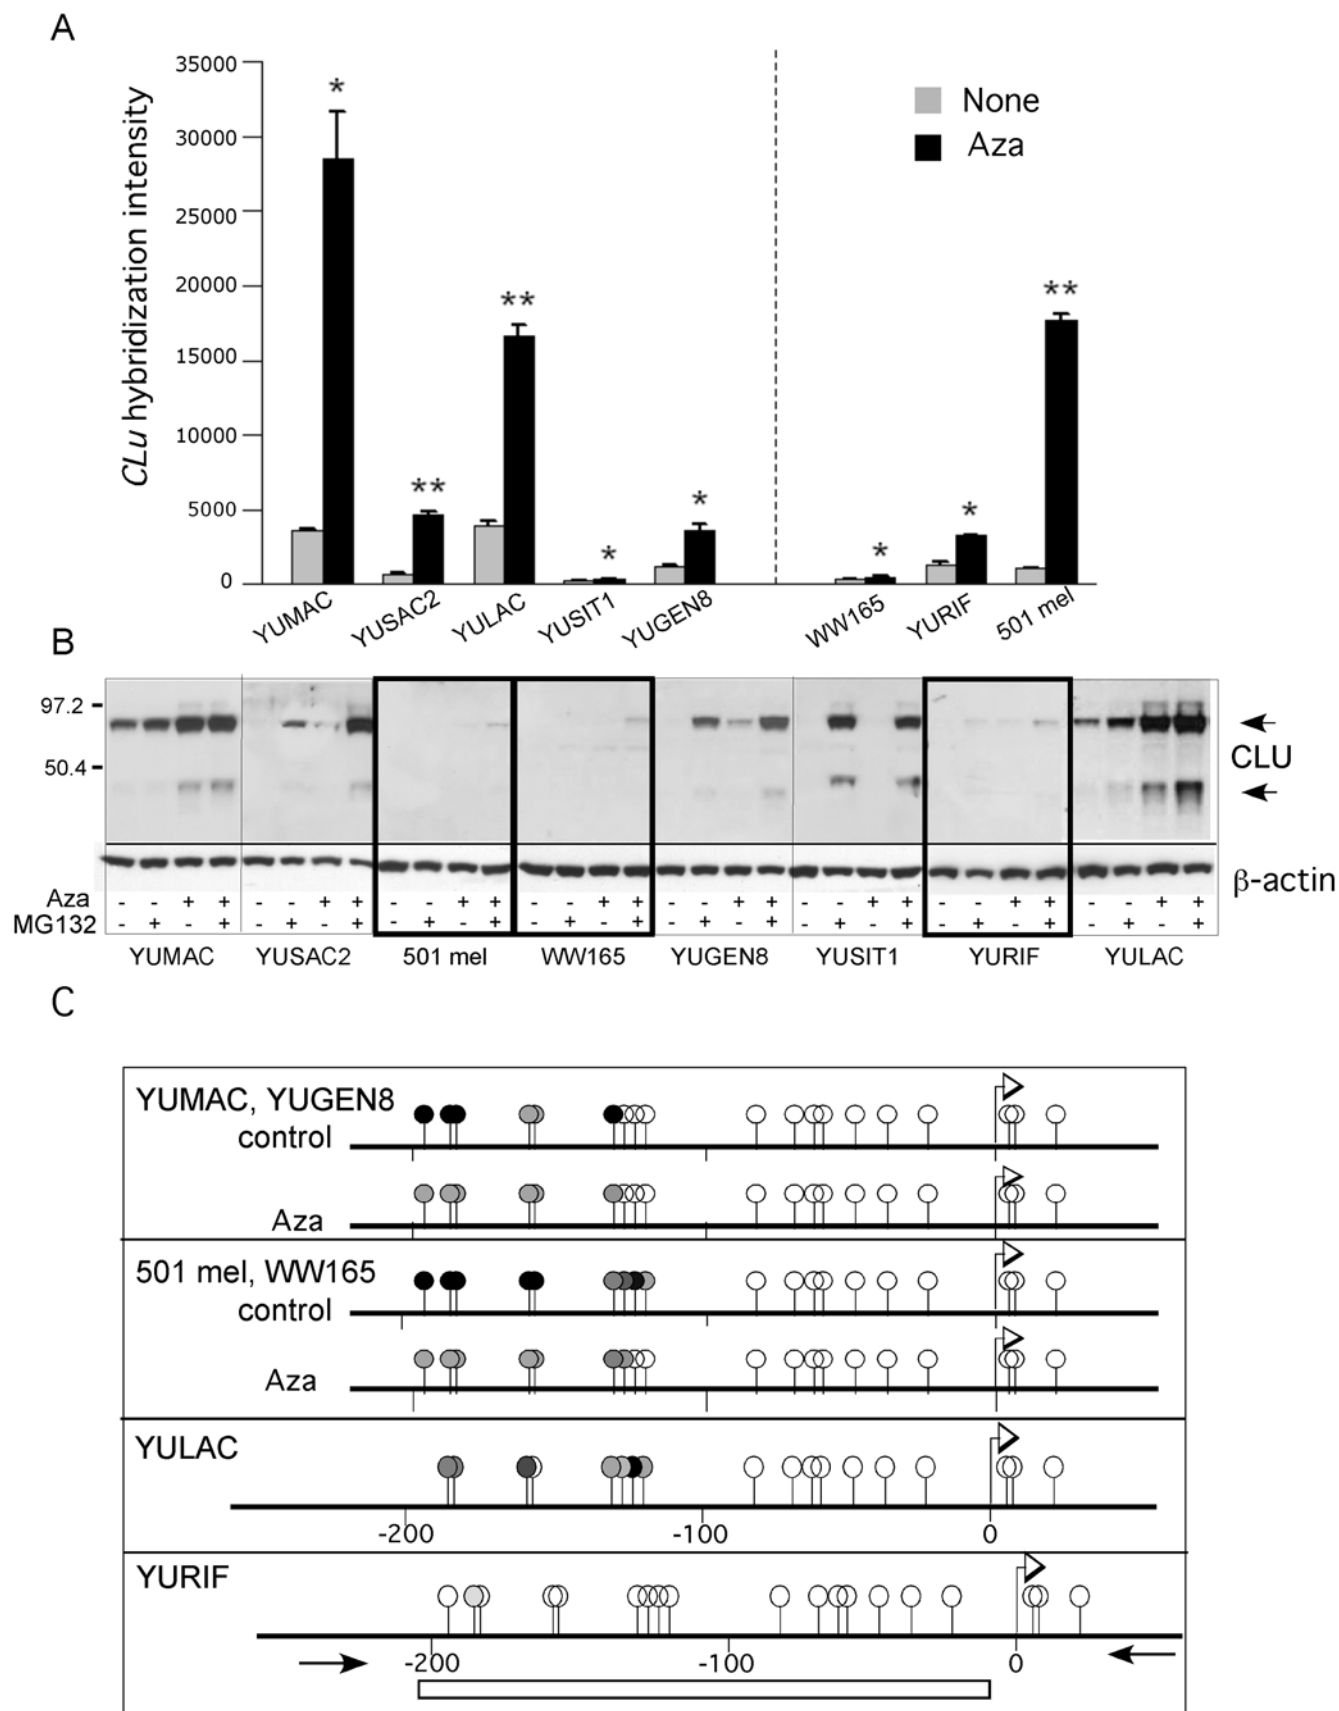 A
CLu hybridization intensity
35000
30000
25000
20000
15000
10000
5000
0
None
Aza
* ** ** * * * * **
YUMAC YUSAC2 YULAC YUSIT1 YUGEN8 WW165 YURIF 501 mel
B
97.2
50.4
CLU
β-actin
Aza - - + + - - + + - - + + - - + + - - + + - - + + - - + + - - + +
MG132 - + - + - + - + - + - + - + - + - + - + - + - + - + - + - + - +
YUMAC YUSAC2 501 mel WW165 YUGEN8 YUSIT1 YURIF YULAC
C
YUMAC, YUGEN8
control
Aza
501 mel, WW165
control
Aza
YULAC
-200 -100 0
YURIF
-200 -100 0